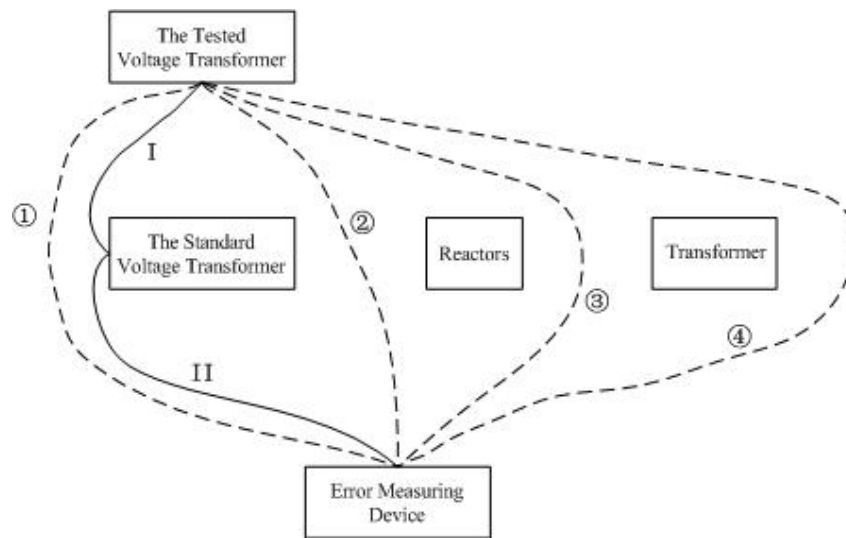 The Tested
Voltage Transformer
I
①
The Standard
Voltage Transformer
②
Reactors
③
Transformer
④
II
Error Measuring
Device